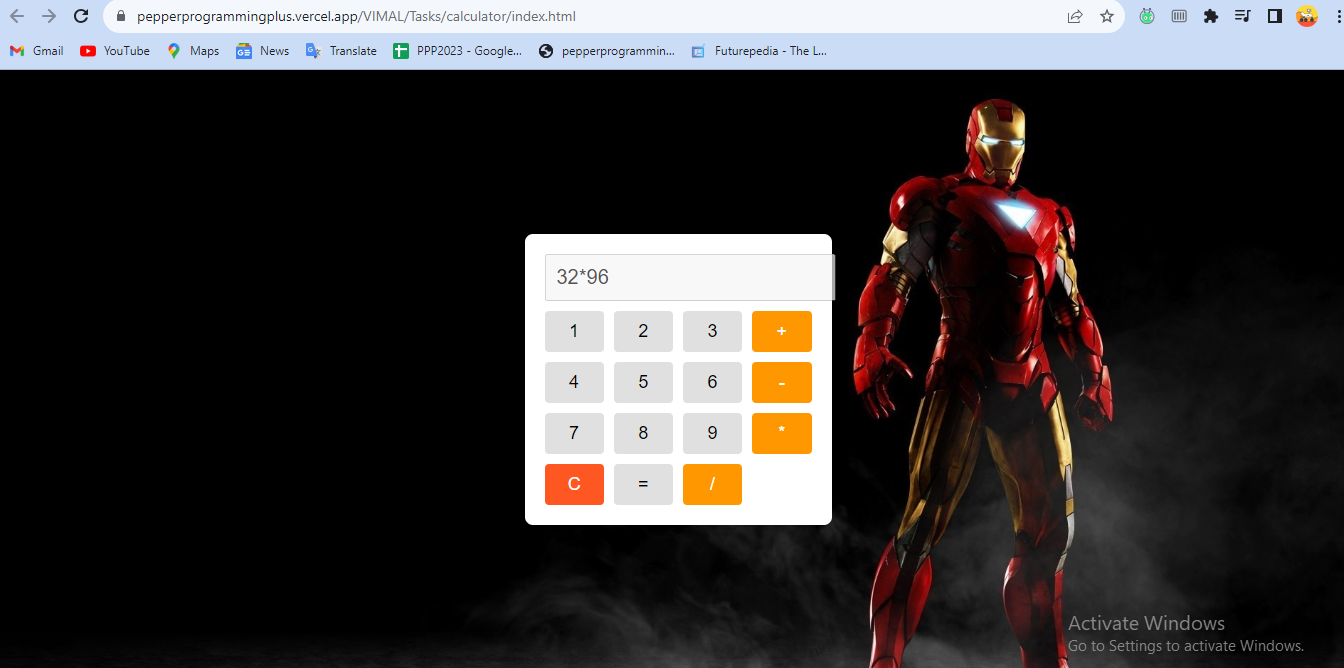 pepperprogrammingplus.vercel.app/VIMAL/Tasks/calculator/index.html
Gmail YouTube Maps News Translate PPP2023 - Google... pepperprogrammin... Futurepedia - The L...
32*96
1 2 3 +
4 5 6 -
7 8 9 *
C = /
Activate Windows
Go to Settings to activate Windows.